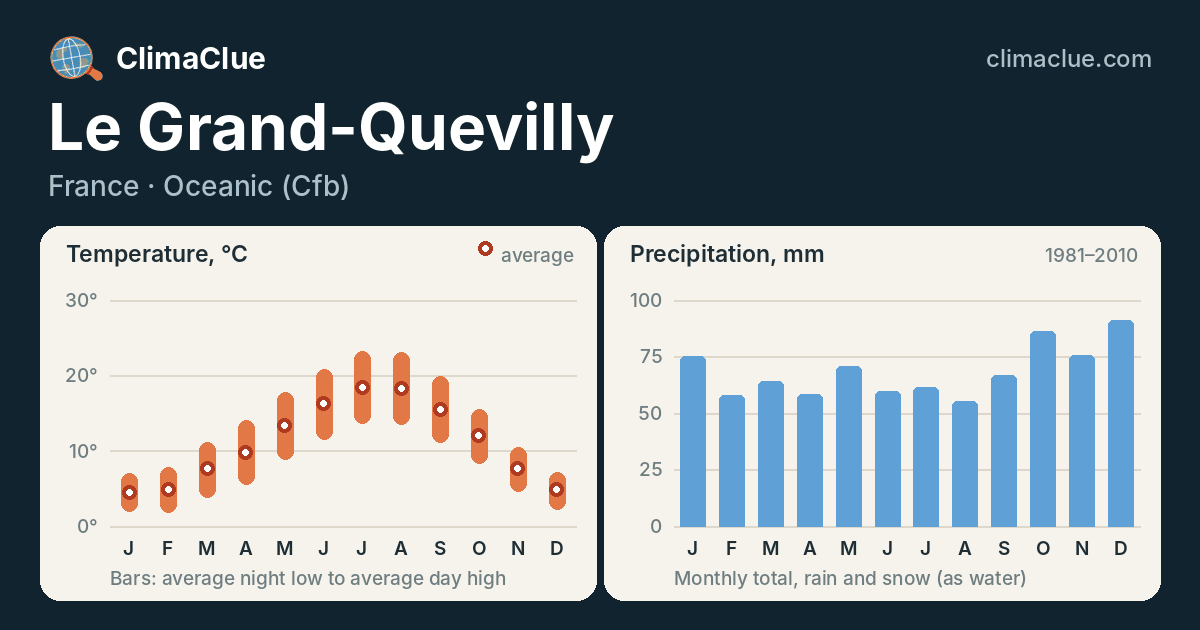 ClimaClue
climaclue.com
Le Grand-Quevilly
France · Oceanic (Cfb)
Temperature, °C
average
30°
20°
10°
0°
J F M A M J J A S O N D
Bars: average night low to average day high
Precipitation, mm
1981–2010
100
75
50
25
0
J F M A M J J A S O N D
Monthly total, rain and snow (as water)